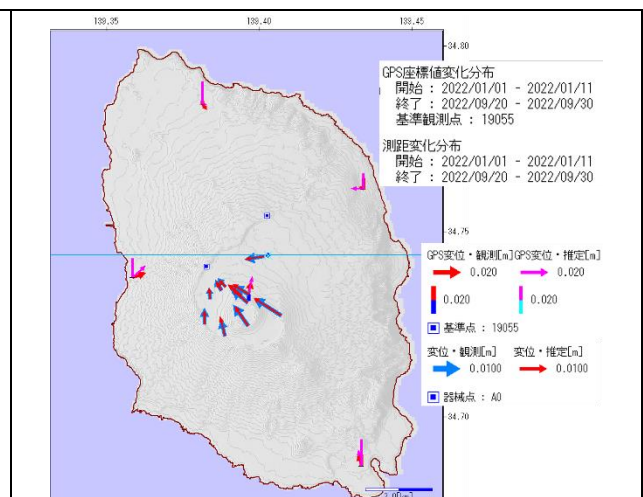 139.35 139.40 139.45
34.80
GPS座標値変化分布
開始 : 2022/01/01 - 2022/01/11
終了 : 2022/09/20 - 2022/09/30
基準観測点 : 19055
測距変化分布
開始 : 2022/01/01 - 2022/01/11
終了 : 2022/09/20 - 2022/09/30
34.75
GPS変位・観測[m] GPS変位・推定[m]
0.020 0.020
0.020 0.020
基準点 : 19055
変位・観測[m] 変位・推定[m]
0.0100 0.0100
器械点 : A0
34.70